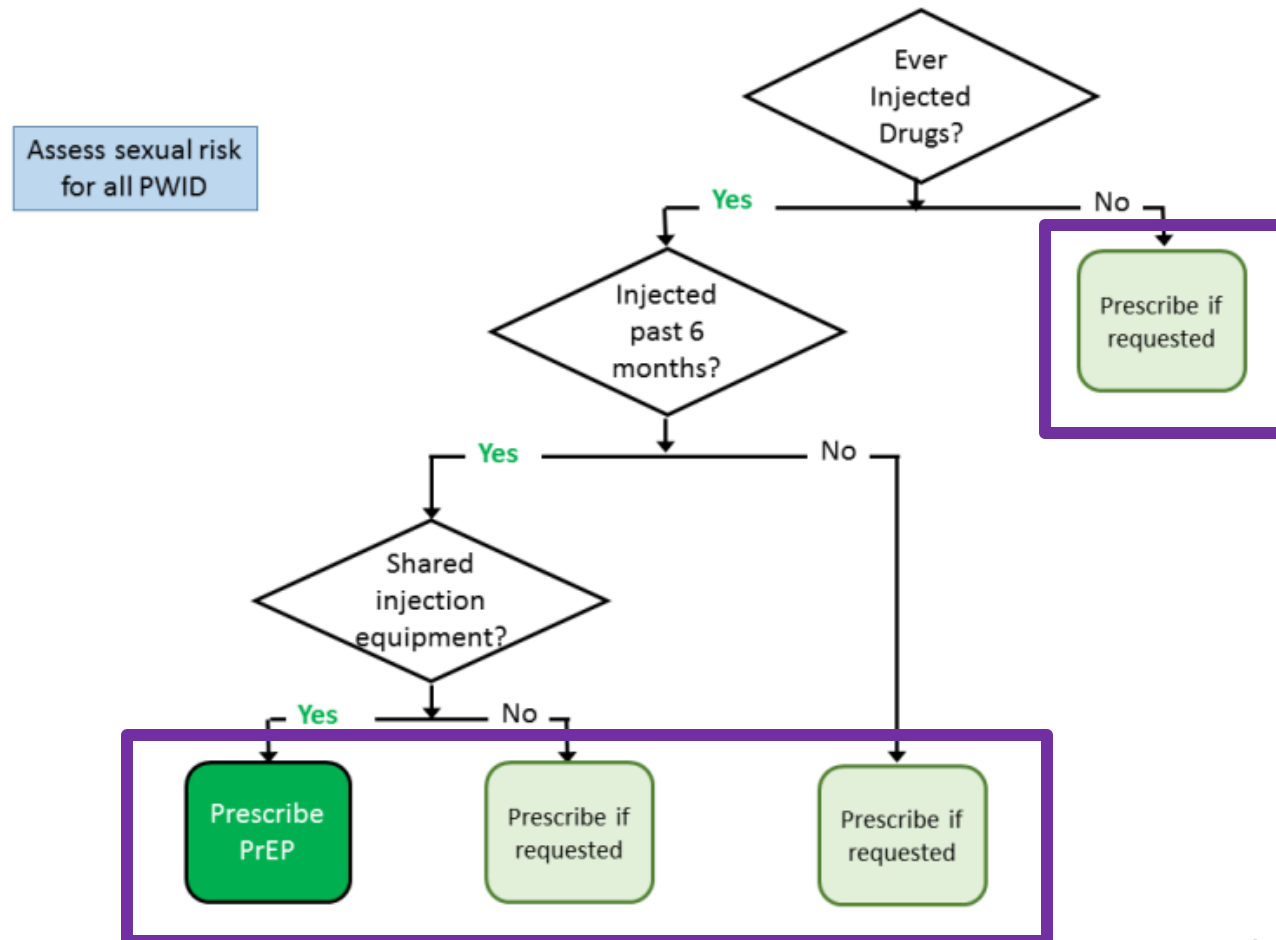 Ever
Injected
Drugs?
Assess sexual risk
for all PWID
Yes
No
Injected
past 6
months?
Prescribe if
requested
Yes
No
Shared
injection
equipment?
Yes
No
Prescribe
PrEP
Prescribe if
requested
Prescribe if
requested